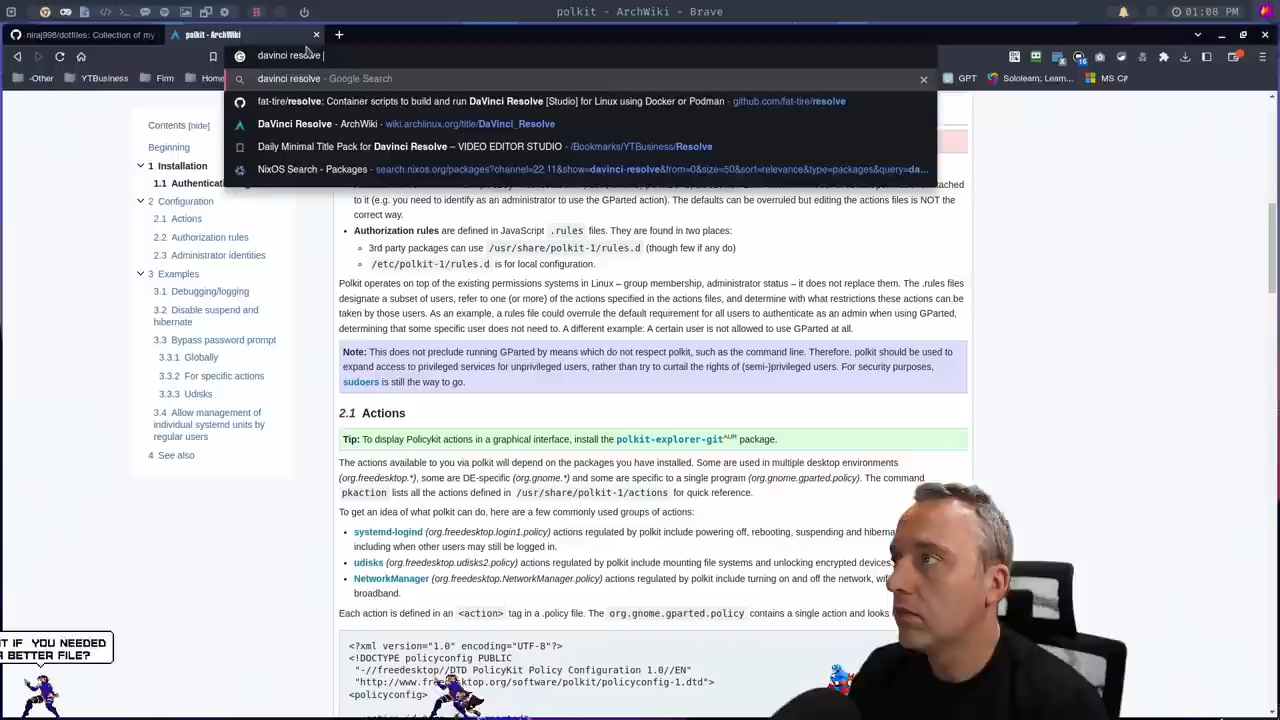 polkit - ArchWiki - Brave
01:08 PM
niraj998/dotfiles: Collection of my
polkit - ArchWiki
davinci resolve
-Other
YTBusiness
Firm
Home
davinci resolve - Google Search
GPT
Sololearn: Learn...
MS C#
fat-tire/resolve: Container scripts to build and run DaVinci Resolve [Studio] for Linux using Docker or Podman - github.com/fat-tire/resolve
DaVinci Resolve - ArchWiki - wiki.archlinux.org/title/DaVinci_Resolve
Daily Minimal Title Pack for Davinci Resolve – VIDEO EDITOR STUDIO - /Bookmarks/YTBusiness/Resolve
NixOS Search - Packages - search.nixos.org/packages?channel=22.11&show=davinci-resolve&from=0&size=50&sort=relevance&type=packages&query=da...
Contents [hide]
Beginning
1 Installation
1.1 Authenticati
2 Configuration
2.1 Actions
2.2 Authorization rules
2.3 Administrator identities
3 Examples
3.1 Debugging/logging
3.2 Disable suspend and
hibernate
3.3 Bypass password prompt
3.3.1 Globally
3.3.2 For specific actions
3.3.3 Udisks
3.4 Allow management of
individual systemd units by
regular users
4 See also
to it (e.g. you need to identify as an administrator to use the GParted action). The defaults can be overruled but editing the actions files is NOT the
correct way.
• Authorization rules are defined in JavaScript .rules files. They are found in two places:
3rd party packages can use /usr/share/polkit-1/rules.d (though few if any do)
/etc/polkit-1/rules.d is for local configuration.
Polkit operates on top of the existing permissions systems in Linux – group membership, administrator status – it does not replace them. The .rules files
designate a subset of users, refer to one (or more) of the actions specified in the actions files, and determine with what restrictions these actions can be
taken by those users. As an example, a rules file could overrule the default requirement for all users to authenticate as an admin when using GParted,
determining that some specific user does not need to. A different example: A certain user is not allowed to use GParted at all.
Note: This does not preclude running GParted by means which do not respect polkit, such as the command line. Therefore, polkit should be used to
expand access to privileged services for unprivileged users, rather than try to curtail the rights of (semi-)privileged users. For security purposes,
sudoers is still the way to go.
2.1 Actions
Tip: To display Policykit actions in a graphical interface, install the polkit-explorer-gitAUR package.
The actions available to you via polkit will depend on the packages you have installed. Some are used in multiple desktop environments
(org.freedesktop.*), some are DE-specific (org.gnome.*) and some are specific to a single program (org.gnome.gparted.policy). The command
pkaction lists all the actions defined in /usr/share/polkit-1/actions for quick reference.
To get an idea of what polkit can do, here are a few commonly used groups of actions:
• systemd-logind (org.freedesktop.login1.policy) actions regulated by polkit include powering off, rebooting, suspending and hiberna
including when other users may still be logged in.
• udisks (org.freedesktop.udisks2.policy) actions regulated by polkit include mounting file systems and unlocking encrypted devices
• NetworkManager (org.freedesktop.NetworkManager.policy) actions regulated by polkit include turning on and off the network, wi
broadband.
Each action is defined in an <action> tag in a .policy file. The org.gnome.gparted.policy contains a single action and looks
<?xml version="1.0" encoding="UTF-8"?>
<!DOCTYPE policyconfig PUBLIC
"-//freedesktop//DTD PolicyKit Policy Configuration 1.0//EN"
<policyconfig>
IF YOU NEEDED
BETTER FILE?